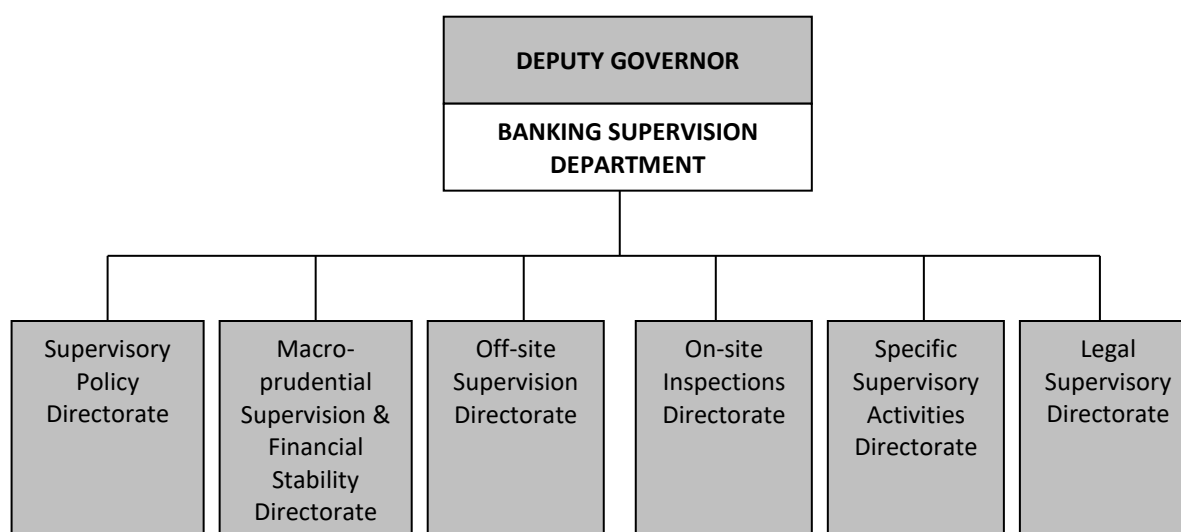 DEPUTY GOVERNOR
BANKING SUPERVISION
DEPARTMENT
Supervisory
Policy
Directorate
Macro-
prudential
Supervision &
Financial
Stability
Directorate
Off-site
Supervision
Directorate
On-site
Inspections
Directorate
Specific
Supervisory
Activities
Directorate
Legal
Supervisory
Directorate